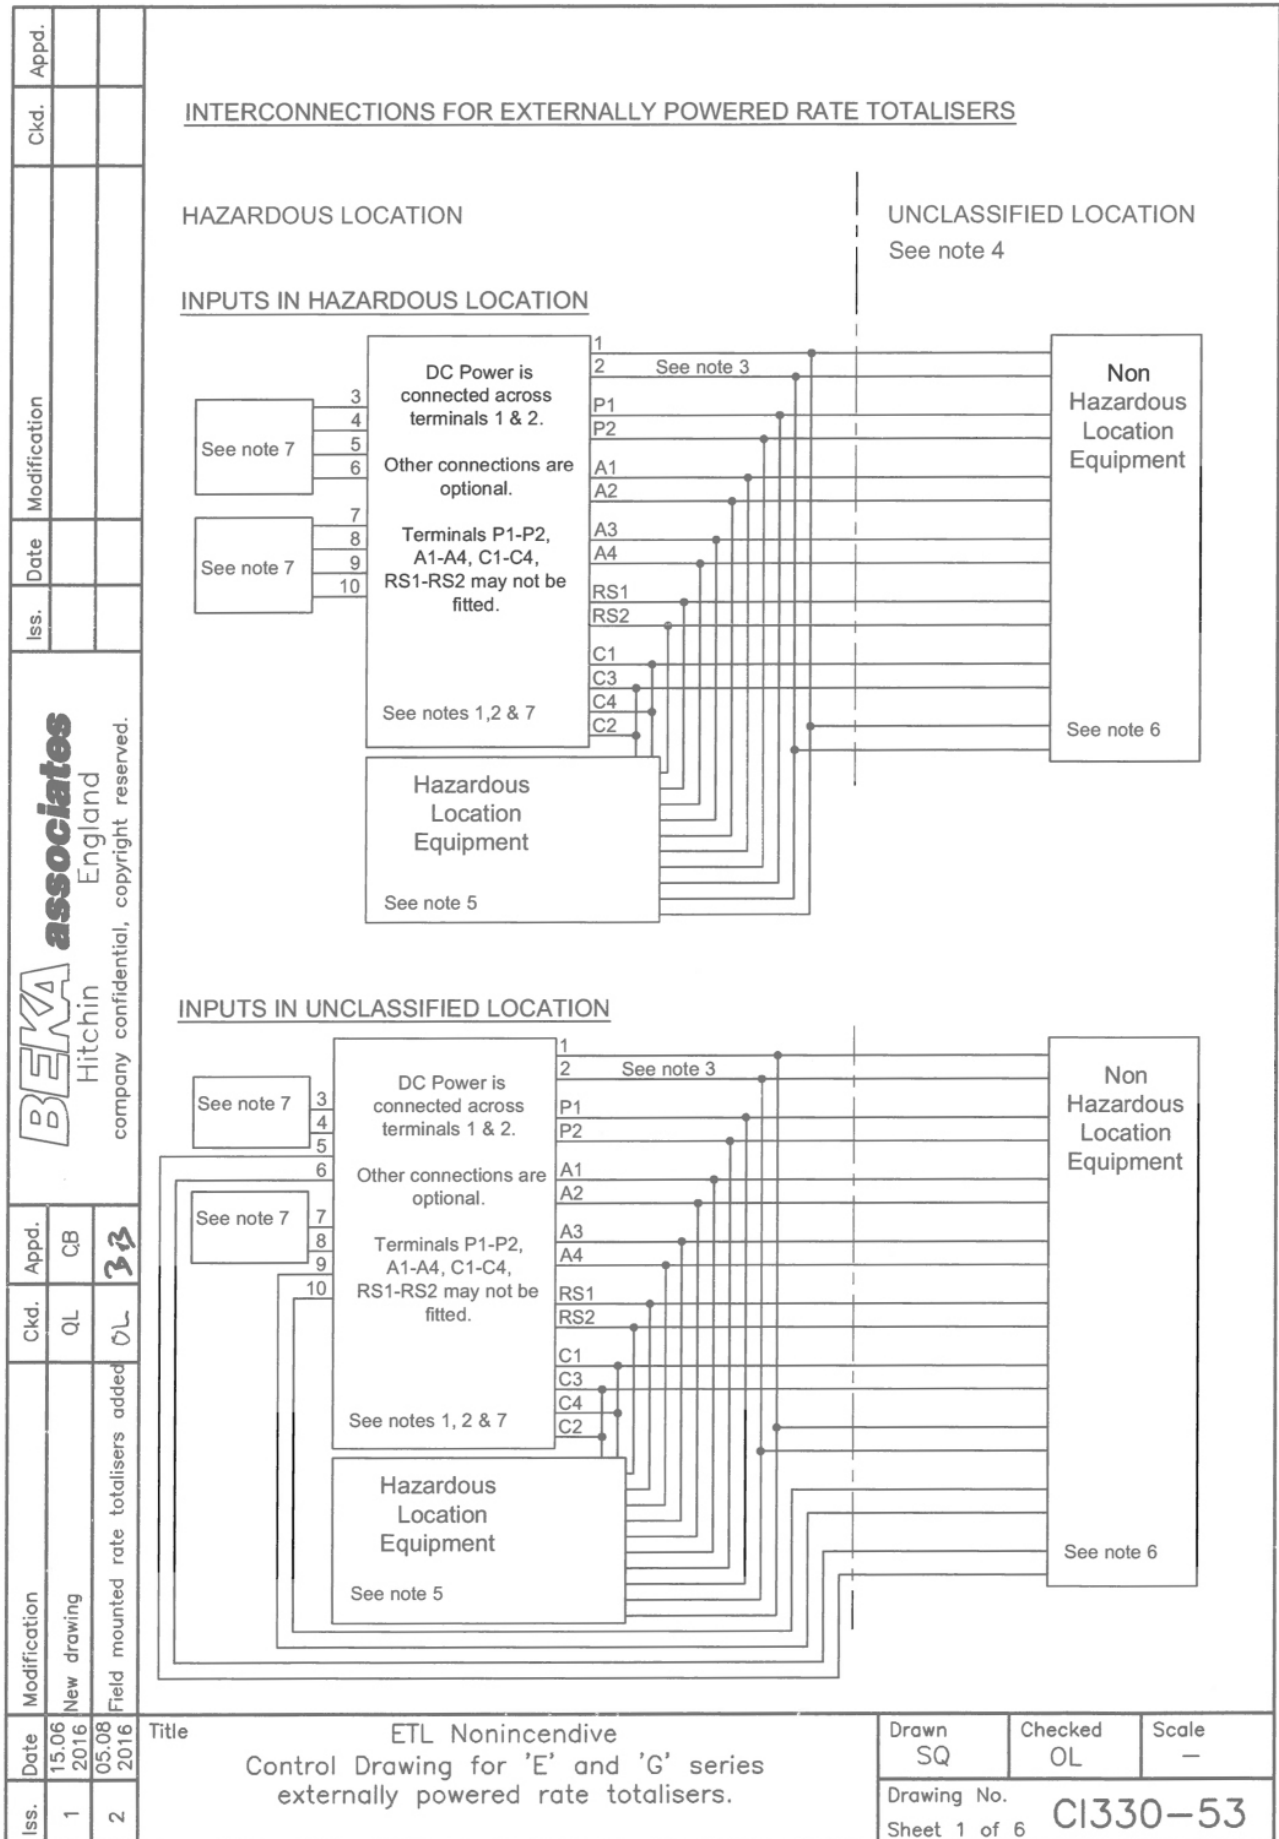 INTERCONNECTIONS FOR EXTERNALLY POWERED RATE TOTALISERS
HAZARDOUS LOCATION
UNCLASSIFIED LOCATION
See note 4
INPUTS IN HAZARDOUS LOCATION
See note 7
3
4
5
6
See note 7
7
8
9
10
DC Power is
connected across
terminals 1 & 2.
Other connections are
optional.
Terminals P1-P2,
A1-A4, C1-C4,
RS1-RS2 may not be
fitted.
See notes 1,2 & 7
1
2
See note 3
P1
P2
A1
A2
A3
A4
RS1
RS2
C1
C3
C4
C2
Non
Hazardous
Location
Equipment
See note 6
Hazardous
Location
Equipment
See note 5
INPUTS IN UNCLASSIFIED LOCATION
See note 7
3
4
5
6
See note 7
7
8
9
10
DC Power is
connected across
terminals 1 & 2.
Other connections are
optional.
Terminals P1-P2,
A1-A4, C1-C4,
RS1-RS2 may not be
fitted.
See notes 1, 2 & 7
1
2
See note 3
P1
P2
A1
A2
A3
A4
RS1
RS2
C1
C3
C4
C2
Non
Hazardous
Location
Equipment
See note 6
Hazardous
Location
Equipment
See note 5
Iss. Date Modification Ckd. Appd.
BEKA associates
Hitchin England
company confidential, copyright reserved.
Iss. Date Modification Ckd. Appd.
1 15.06 2016 New drawing QL CB
2 05.08 2016 Field mounted rate totalisers added OL
Title
ETL Nonincendive
Control Drawing for 'E' and 'G' series
externally powered rate totalisers.
Drawn
SQ
Checked
OL
Scale
—
Drawing No.
Sheet 1 of 6
CI330-53